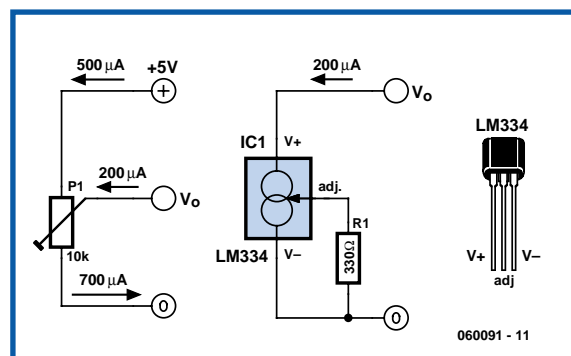 500 µA
+5V
200 µA
Vo
P1
200 µA
Vo
10k
700 µA
0
IC1
V+
adj.
R1
330Ω
LM334
V–
0
LM334
V+
V–
adj
060091 - 11